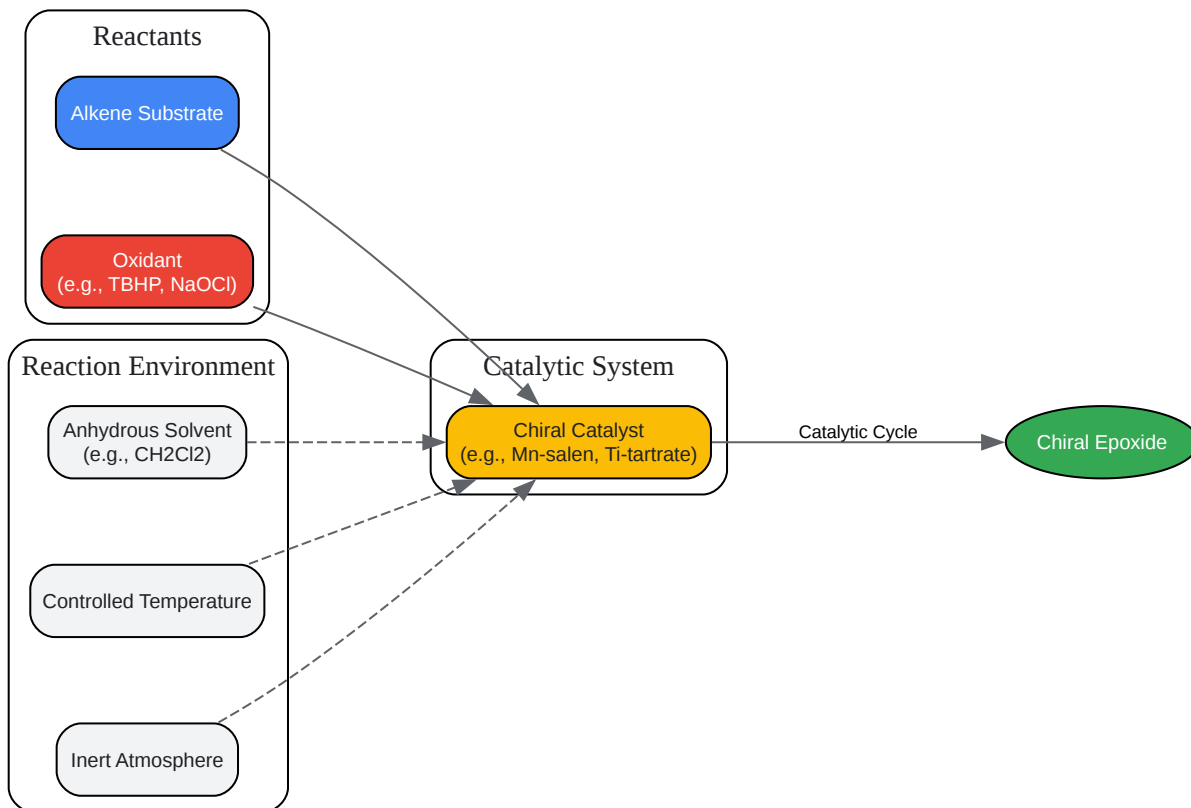 Reactants
Alkene Substrate
Oxidant
(e.g., TBHP, NaOCl)
Reaction Environment
Anhydrous Solvent
(e.g., CH2Cl2)
Controlled Temperature
Inert Atmosphere
Catalytic System
Chiral Catalyst
(e.g., Mn-salen, Ti-tartrate)
Catalytic Cycle
Chiral Epoxide